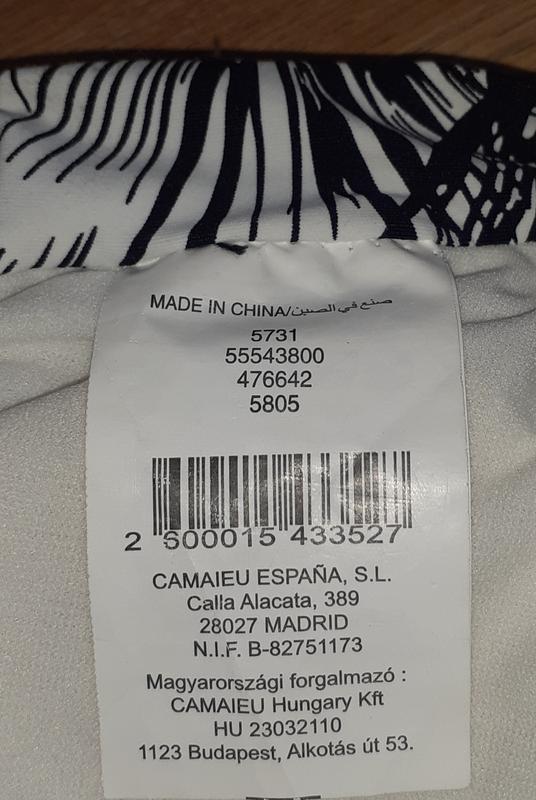 MADE IN CHINA/صنع في الصين
5731
55543800
476642
5805
2 600015 433527
CAMAIEU ESPAÑA, S.L.
Calla Alacata, 389
28027 MADRID
N.I.F. B-82751173
Magyarországi forgalmazó :
CAMAIEU Hungary Kft
HU 23032110
1123 Budapest, Alkotás út 53.